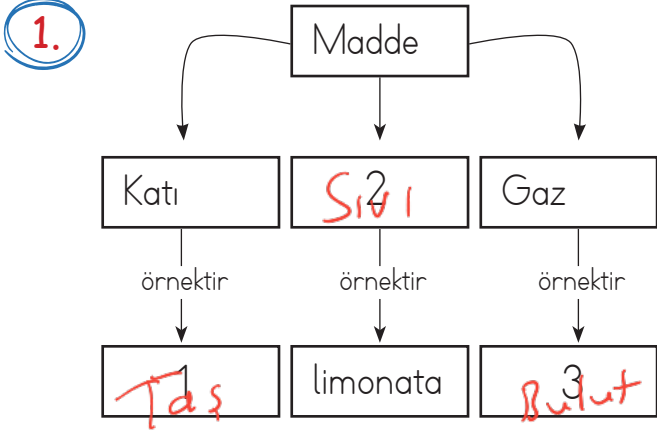 1.
Madde
Katı
2
Sıvı
Gaz
örnektir
örnektir
örnektir
1
Taş
limonata
3
Bulut